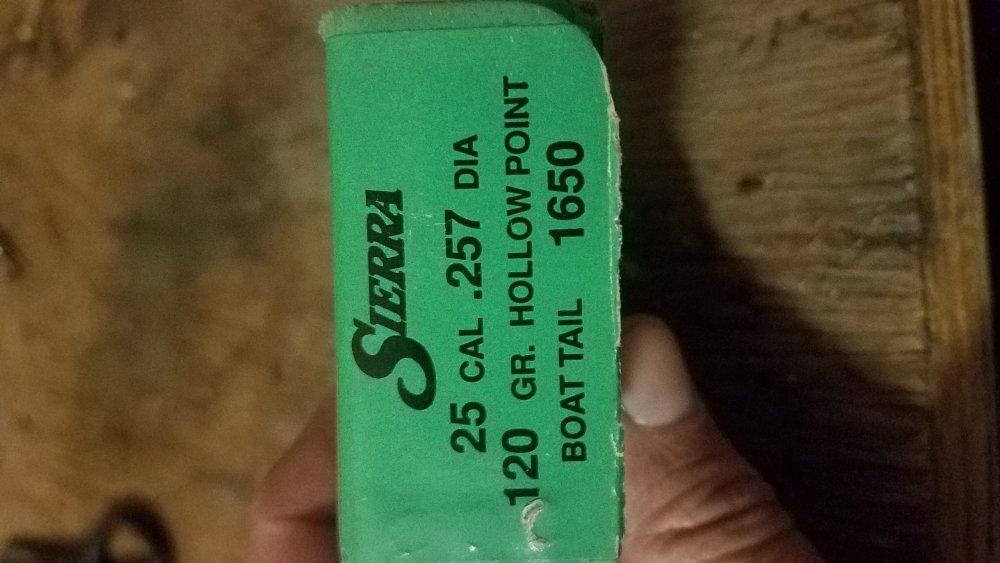 SIERRA
25 CAL .257 DIA
120 GR. HOLLOW POINT
BOAT TAIL 1650